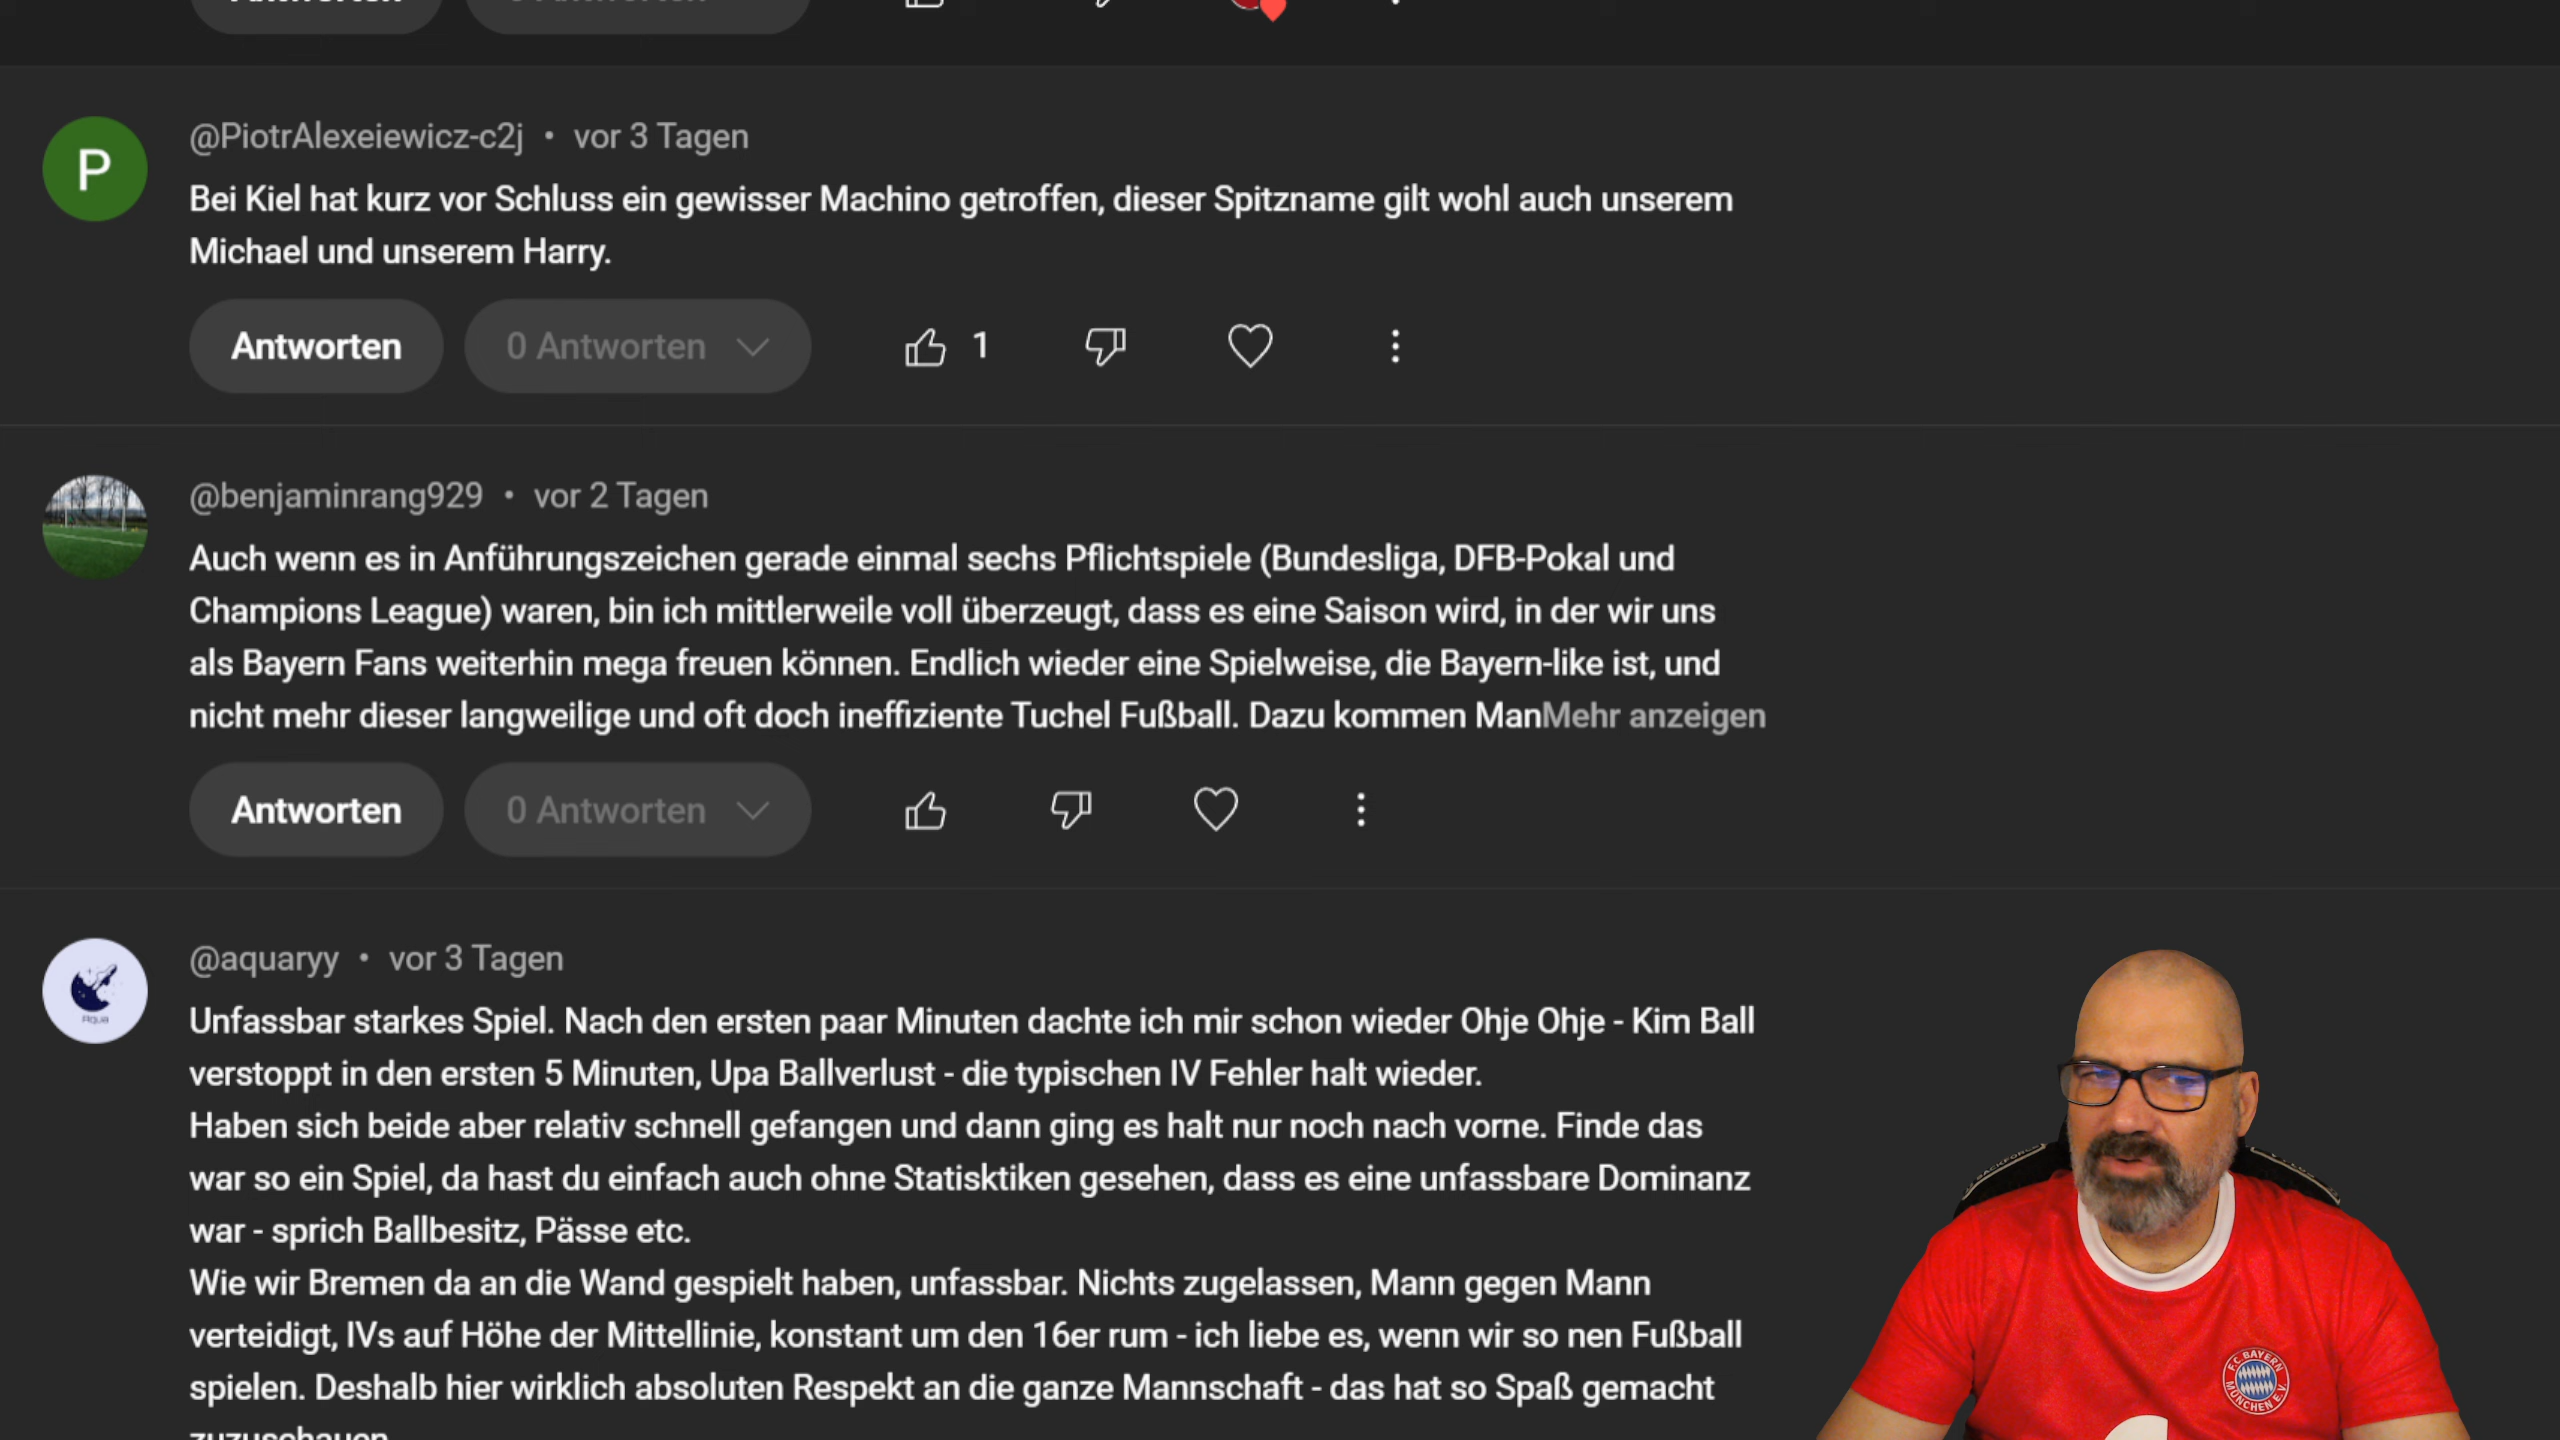 Antworten
0 Antworten
@PiotrAlexeiewicz-c2j • vor 3 Tagen
P
Bei Kiel hat kurz vor Schluss ein gewisser Machino getroffen, dieser Spitzname gilt wohl auch unserem
Michael und unserem Harry.
Antworten
0 Antworten
1
@benjaminrang929 • vor 2 Tagen
Auch wenn es in Anführungszeichen gerade einmal sechs Pflichtspiele (Bundesliga, DFB-Pokal und
Champions League) waren, bin ich mittlerweile voll überzeugt, dass es eine Saison wird, in der wir uns
als Bayern Fans weiterhin mega freuen können. Endlich wieder eine Spielweise, die Bayern-like ist, und
nicht mehr dieser langweilige und oft doch ineffiziente Tuchel Fußball. Dazu kommen ManMehr anzeigen
Antworten
0 Antworten
@aquaryy • vor 3 Tagen
Aqua
Unfassbar starkes Spiel. Nach den ersten paar Minuten dachte ich mir schon wieder Ohje Ohje - Kim Ball
verstoppt in den ersten 5 Minuten, Upa Ballverlust - die typischen IV Fehler halt wieder.
Haben sich beide aber relativ schnell gefangen und dann ging es halt nur noch nach vorne. Finde das
war so ein Spiel, da hast du einfach auch ohne Statisktiken gesehen, dass es eine unfassbare Dominanz
war - sprich Ballbesitz, Pässe etc.
Wie wir Bremen da an die Wand gespielt haben, unfassbar. Nichts zugelassen, Mann gegen Mann
verteidigt, IVs auf Höhe der Mittellinie, konstant um den 16er rum - ich liebe es, wenn wir so nen Fußball
spielen. Deshalb hier wirklich absoluten Respekt an die ganze Mannschaft - das hat so Spaß gemacht
zuzuschauen
FC BAYERN
MÜNCHEN E.V.